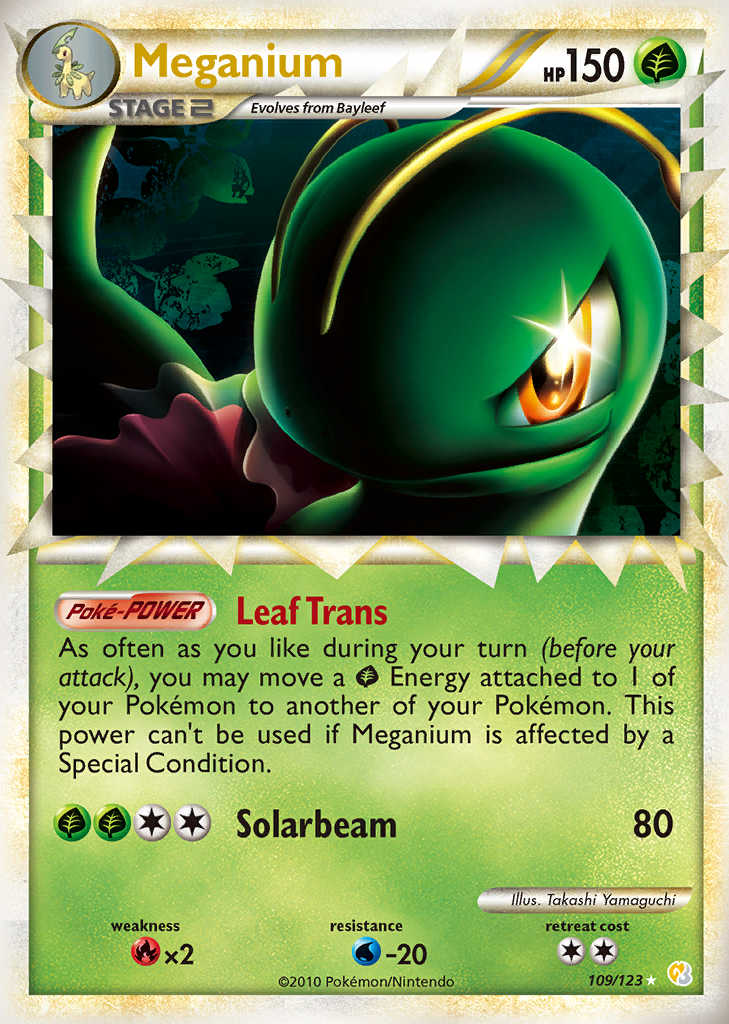 Meganium
HP 150
STAGE 2
Evolves from Bayleef
Poké-POWER Leaf Trans
As often as you like during your turn (before your
attack), you may move a Energy attached to 1 of
your Pokémon to another of your Pokémon. This
power can't be used if Meganium is affected by a
Special Condition.
Solarbeam 80
Illus. Takashi Yamaguchi
weakness resistance retreat cost
×2 -20
©2010 Pokémon/Nintendo 109/123